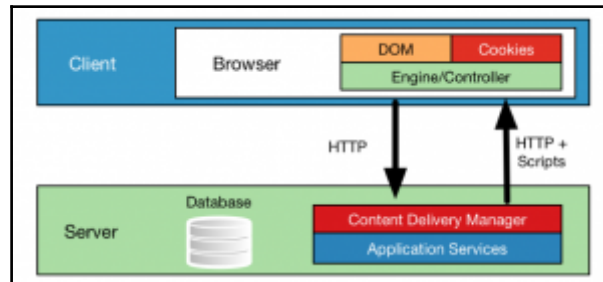 Client
Browser
DOM
Cookies
Engine/Controller
HTTP
HTTP +
Scripts
Server
Database
Content Delivery Manager
Application Services